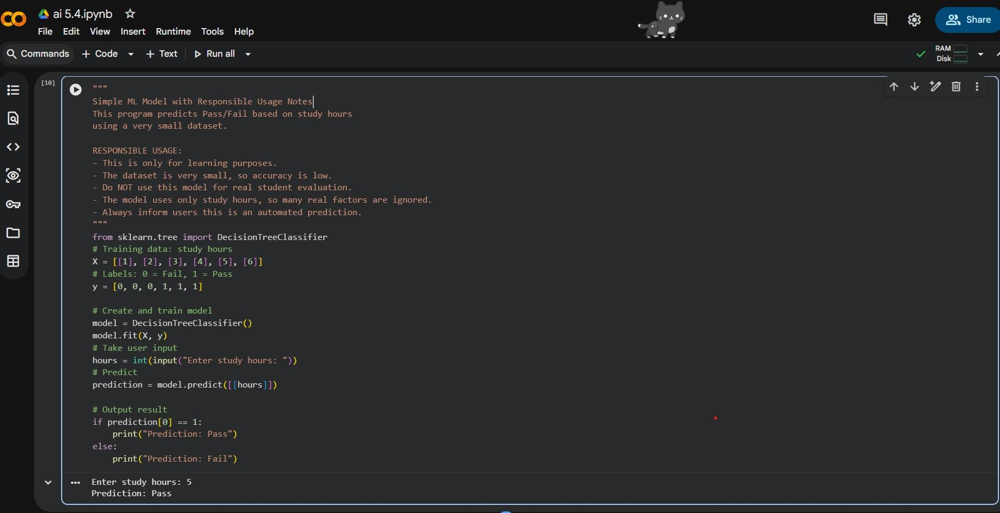 ai 5.4.ipynb
File Edit View Insert Runtime Tools Help
Share
Commands + Code + Text Run all
RAM
Disk
[10]
"""
Simple ML Model with Responsible Usage Notes
This program predicts Pass/Fail based on study hours
using a very small dataset.
RESPONSIBLE USAGE:
- This is only for learning purposes.
- The dataset is very small, so accuracy is low.
- Do NOT use this model for real student evaluation.
- The model uses only study hours, so many real factors are ignored.
- Always inform users this is an automated prediction.
"""
from sklearn.tree import DecisionTreeClassifier
# Training data: study hours
X = [[1], [2], [3], [4], [5], [6]]
# Labels: 0 = Fail, 1 = Pass
y = [0, 0, 0, 1, 1, 1]
# Create and train model
model = DecisionTreeClassifier()
model.fit(X, y)
# Take user input
hours = int(input("Enter study hours: "))
# Predict
prediction = model.predict([[hours]])
# Output result
if prediction[0] == 1:
    print("Prediction: Pass")
else:
    print("Prediction: Fail")
Enter study hours: 5
Prediction: Pass